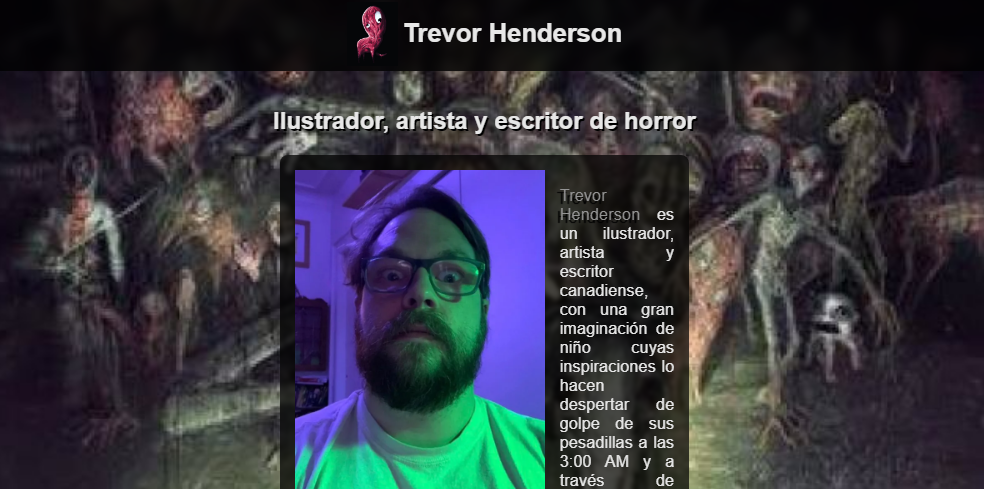 Trevor Henderson
Ilustrador, artista y escritor de horror
Trevor
Henderson es
un ilustrador,
artista y
escritor
canadiense,
con una gran
imaginación de
niño cuyas
inspiraciones lo
hacen
despertar de
golpe de sus
pesadillas a las
3:00 AM y a
través de